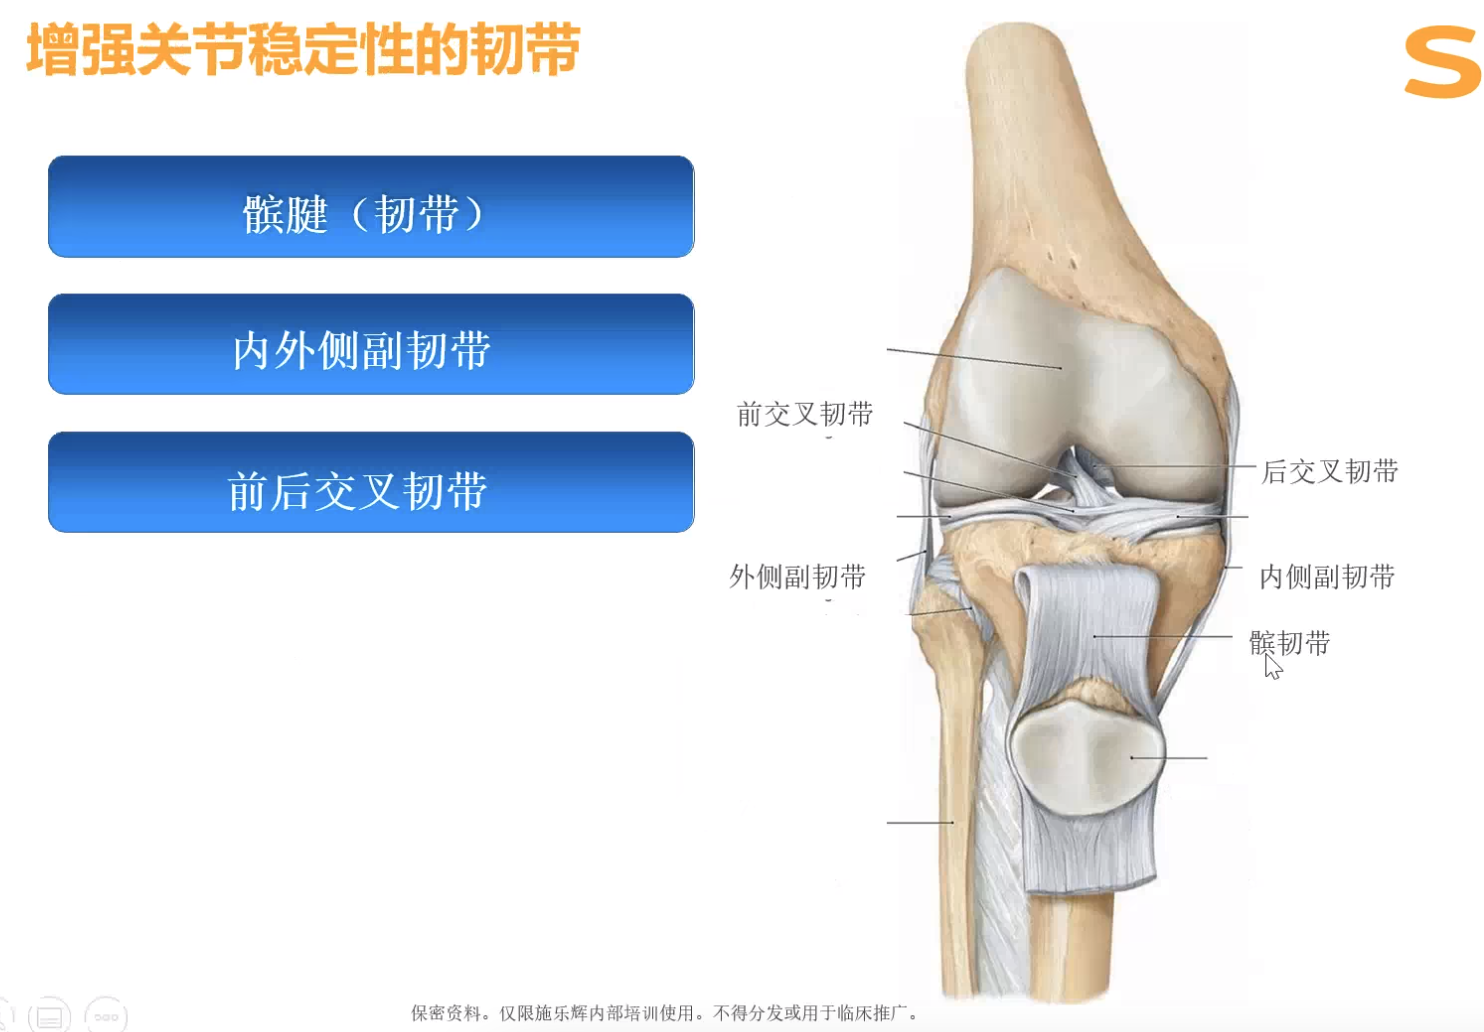 增强关节稳定性的韧带
S
髌腱（韧带）
内外侧副韧带
前后交叉韧带
前交叉韧带
后交叉韧带
外侧副韧带
内侧副韧带
髌韧带
保密资料。仅限施乐辉内部培训使用。不得分发或用于临床推广。